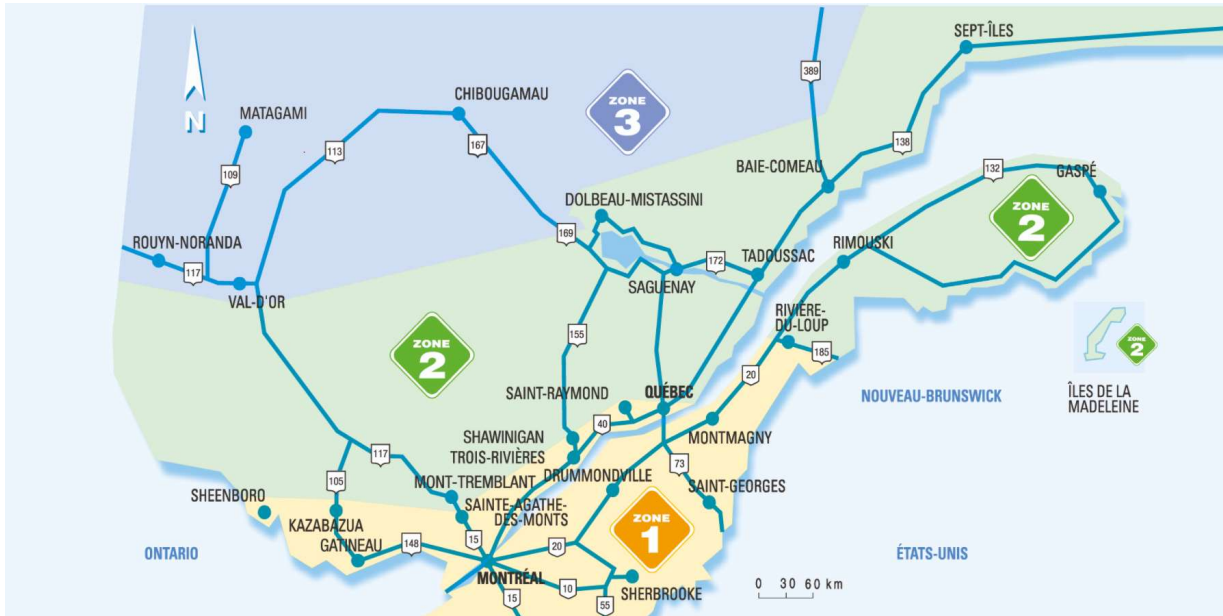 SEPT-ÎLES
389
CHIBOUGAMAU
ZONE
3
MATAGAMI
N
113
167
138
109
BAIE-COMEAU
132
GASPÉ
DOLBEAU-MISTASSINI
ZONE
2
169
ROUYN-NORANDA
RIMOUSKI
172
TADOUSSAC
117
SAGUENAY
VAL-D'OR
RIVIÈRE-
DU-LOUP
155
ZONE
2
185
ZONE
2
20
ÎLES DE LA
MADELEINE
NOUVEAU-BRUNSWICK
SAINT-RAYMOND
QUÉBEC
40
MONTMAGNY
SHAWINIGAN
TROIS-RIVIÈRES
117
73
105
MONT-TREMBLANT
DRUMMONDVILLE
SAINT-GEORGES
SHEENBORO
SAINTE-AGATHE-
DES-MONTS
ZONE
1
KAZABAZUA
GATINEAU
148
15
20
ONTARIO
ÉTATS-UNIS
MONTRÉAL
10
SHERBROOKE
0 30 60 km
15
55